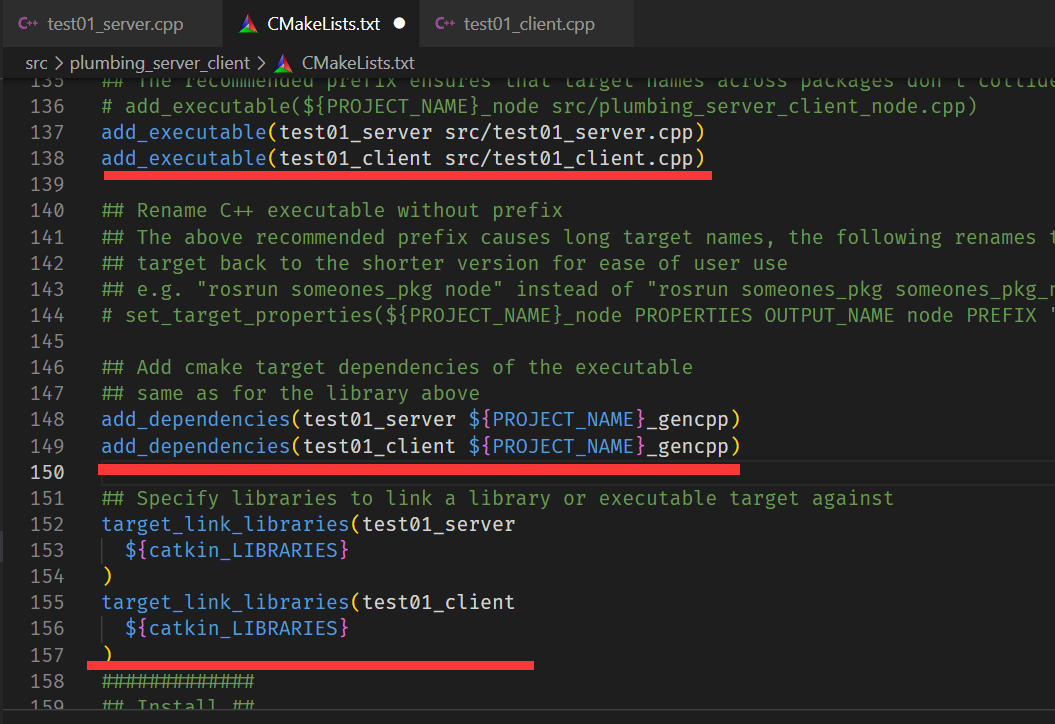 C++ test01_server.cpp CMakeLists.txt C++ test01_client.cpp
src > plumbing_server_client > CMakeLists.txt
135 ## The recommended prefix ensures that target names across packages don't collide
136 # add_executable(${PROJECT_NAME}_node src/plumbing_server_client_node.cpp)
137 add_executable(test01_server src/test01_server.cpp)
138 add_executable(test01_client src/test01_client.cpp)
139
140 ## Rename C++ executable without prefix
141 ## The above recommended prefix causes long target names, the following renames t
142 ## target back to the shorter version for ease of user use
143 ## e.g. "rosrun someones_pkg node" instead of "rosrun someones_pkg someones_pkg_n
144 # set_target_properties(${PROJECT_NAME}_node PROPERTIES OUTPUT_NAME node PREFIX "
145
146 ## Add cmake target dependencies of the executable
147 ## same as for the library above
148 add_dependencies(test01_server ${PROJECT_NAME}_gencpp)
149 add_dependencies(test01_client ${PROJECT_NAME}_gencpp)
150
151 ## Specify libraries to link a library or executable target against
152 target_link_libraries(test01_server
153 ${catkin_LIBRARIES}
154 )
155 target_link_libraries(test01_client
156 ${catkin_LIBRARIES}
157 )
158 #############
159 ## Install ##